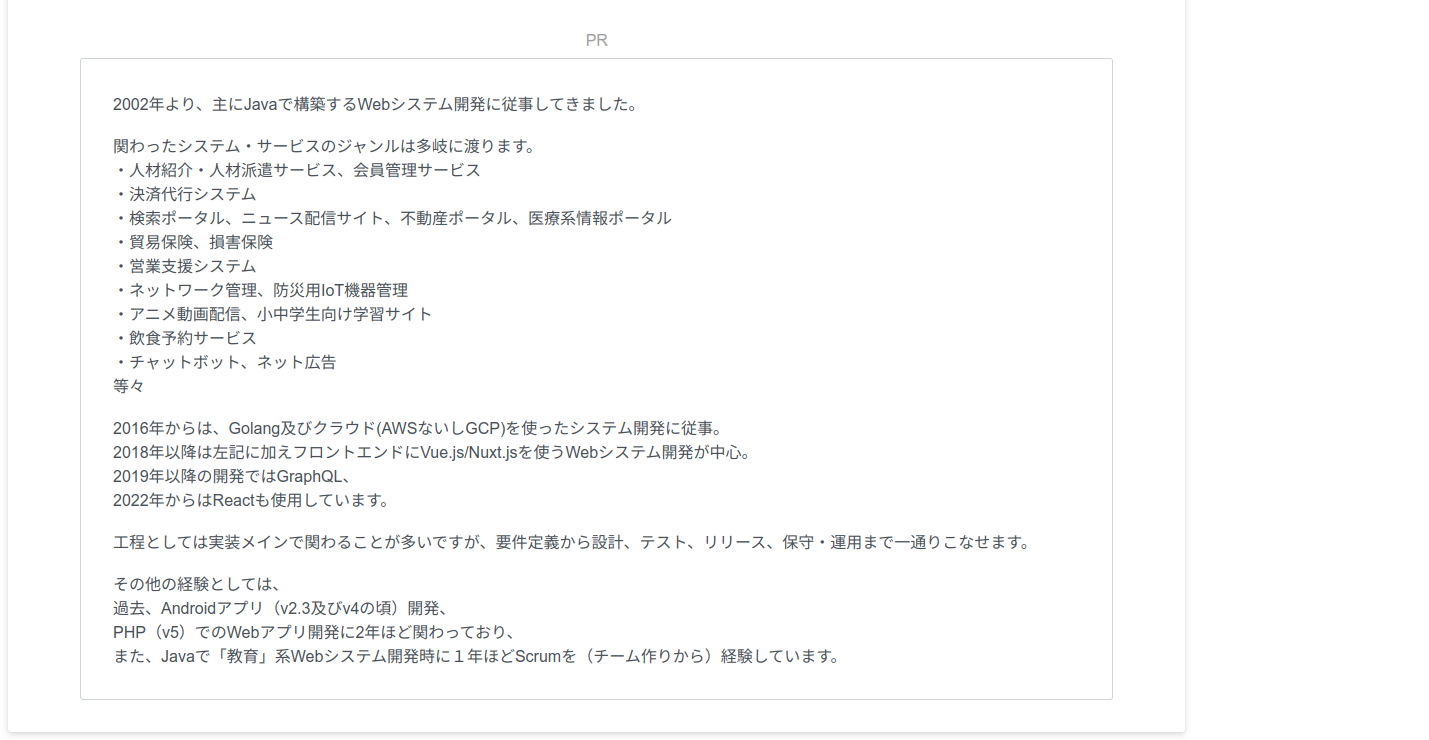 PR
2002年より、主にJavaで構築するWebシステム開発に従事してきました。
関わったシステム・サービスのジャンルは多岐に渡ります。
・人材紹介・人材派遣サービス、会員管理サービス
・決済代行システム
・検索ポータル、ニュース配信サイト、不動産ポータル、医療系情報ポータル
・貿易保険、損害保険
・営業支援システム
・ネットワーク管理、防災用IoT機器管理
・アニメ動画配信、小中学生向け学習サイト
・飲食予約サービス
・チャットボット、ネット広告
等々
2016年からは、Golang及びクラウド(AWSないしGCP)を使ったシステム開発に従事。
2018年以降は左記に加えフロントエンドにVue.js/Nuxt.jsを使うWebシステム開発が中心。
2019年以降の開発ではGraphQL、
2022年からはReactも使用しています。
工程としては実装メインで関わることが多いですが、要件定義から設計、テスト、リリース、保守・運用まで一通りこなせます。
その他の経験としては、
過去、Androidアプリ（v2.3及びv4の頃）開発、
PHP（v5）でのWebアプリ開発に2年ほど関わっており、
また、Javaで「教育」系Webシステム開発時に１年ほどScrumを（チーム作りから）経験しています。